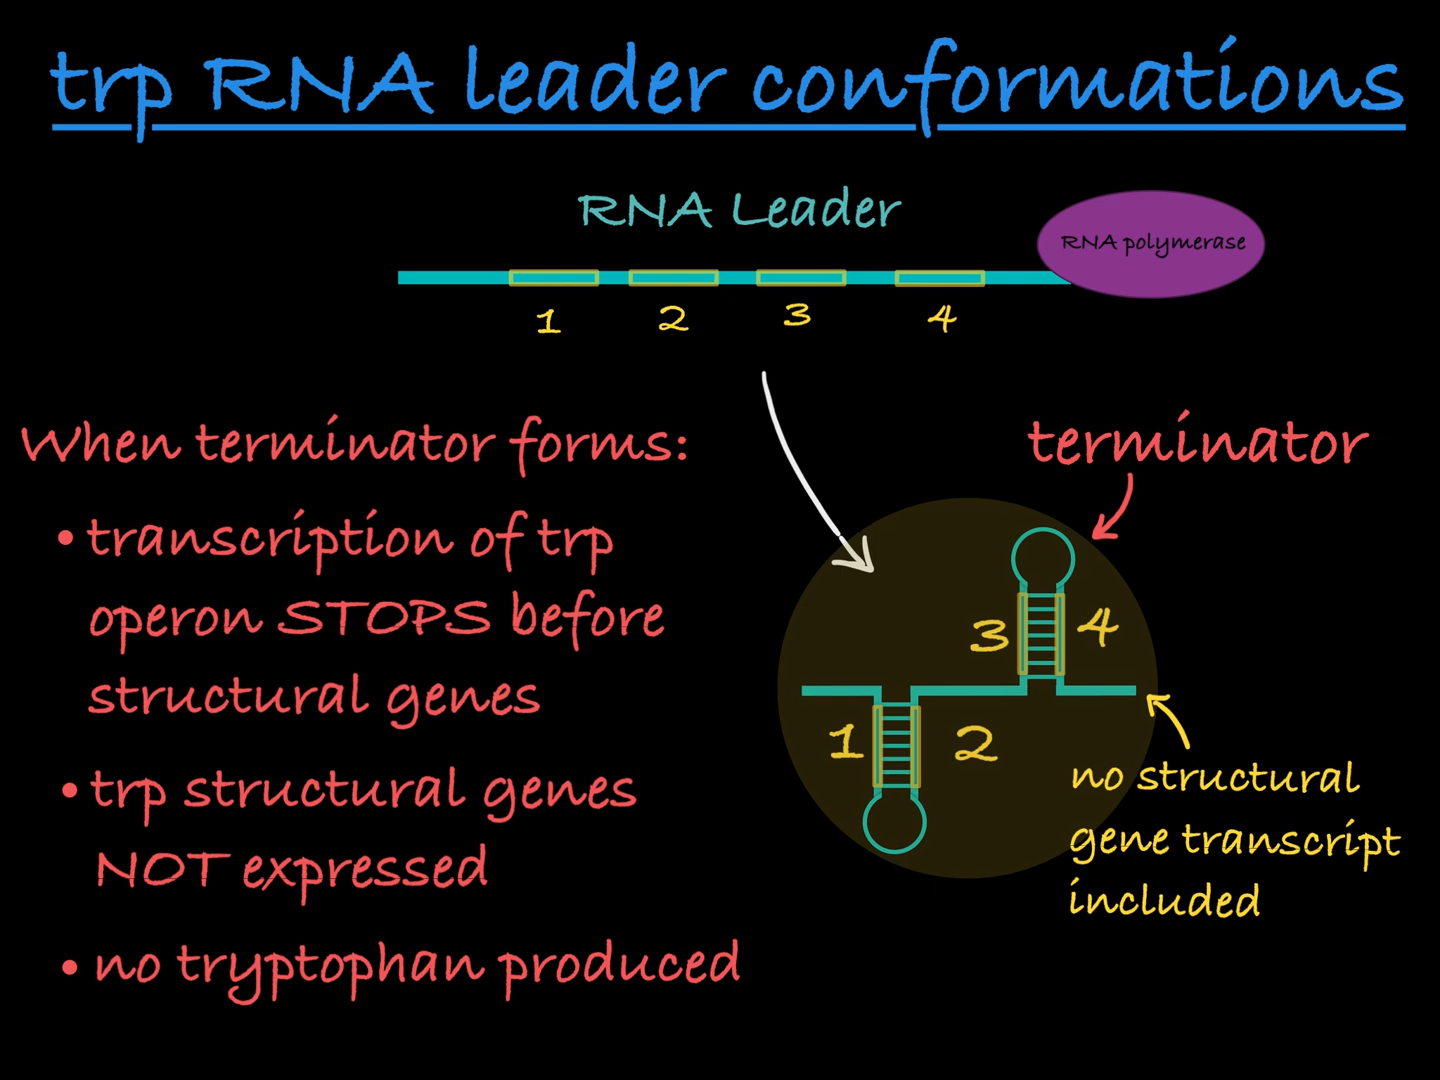 trp RNA leader conformations
RNA Leader
RNA polymerase
1 2 3 4
When terminator forms:
• transcription of trp
operon STOPS before
structural genes
• trp structural genes
NOT expressed
• no tryptophan produced
terminator
3 4
1 2
no structural
gene transcript
included